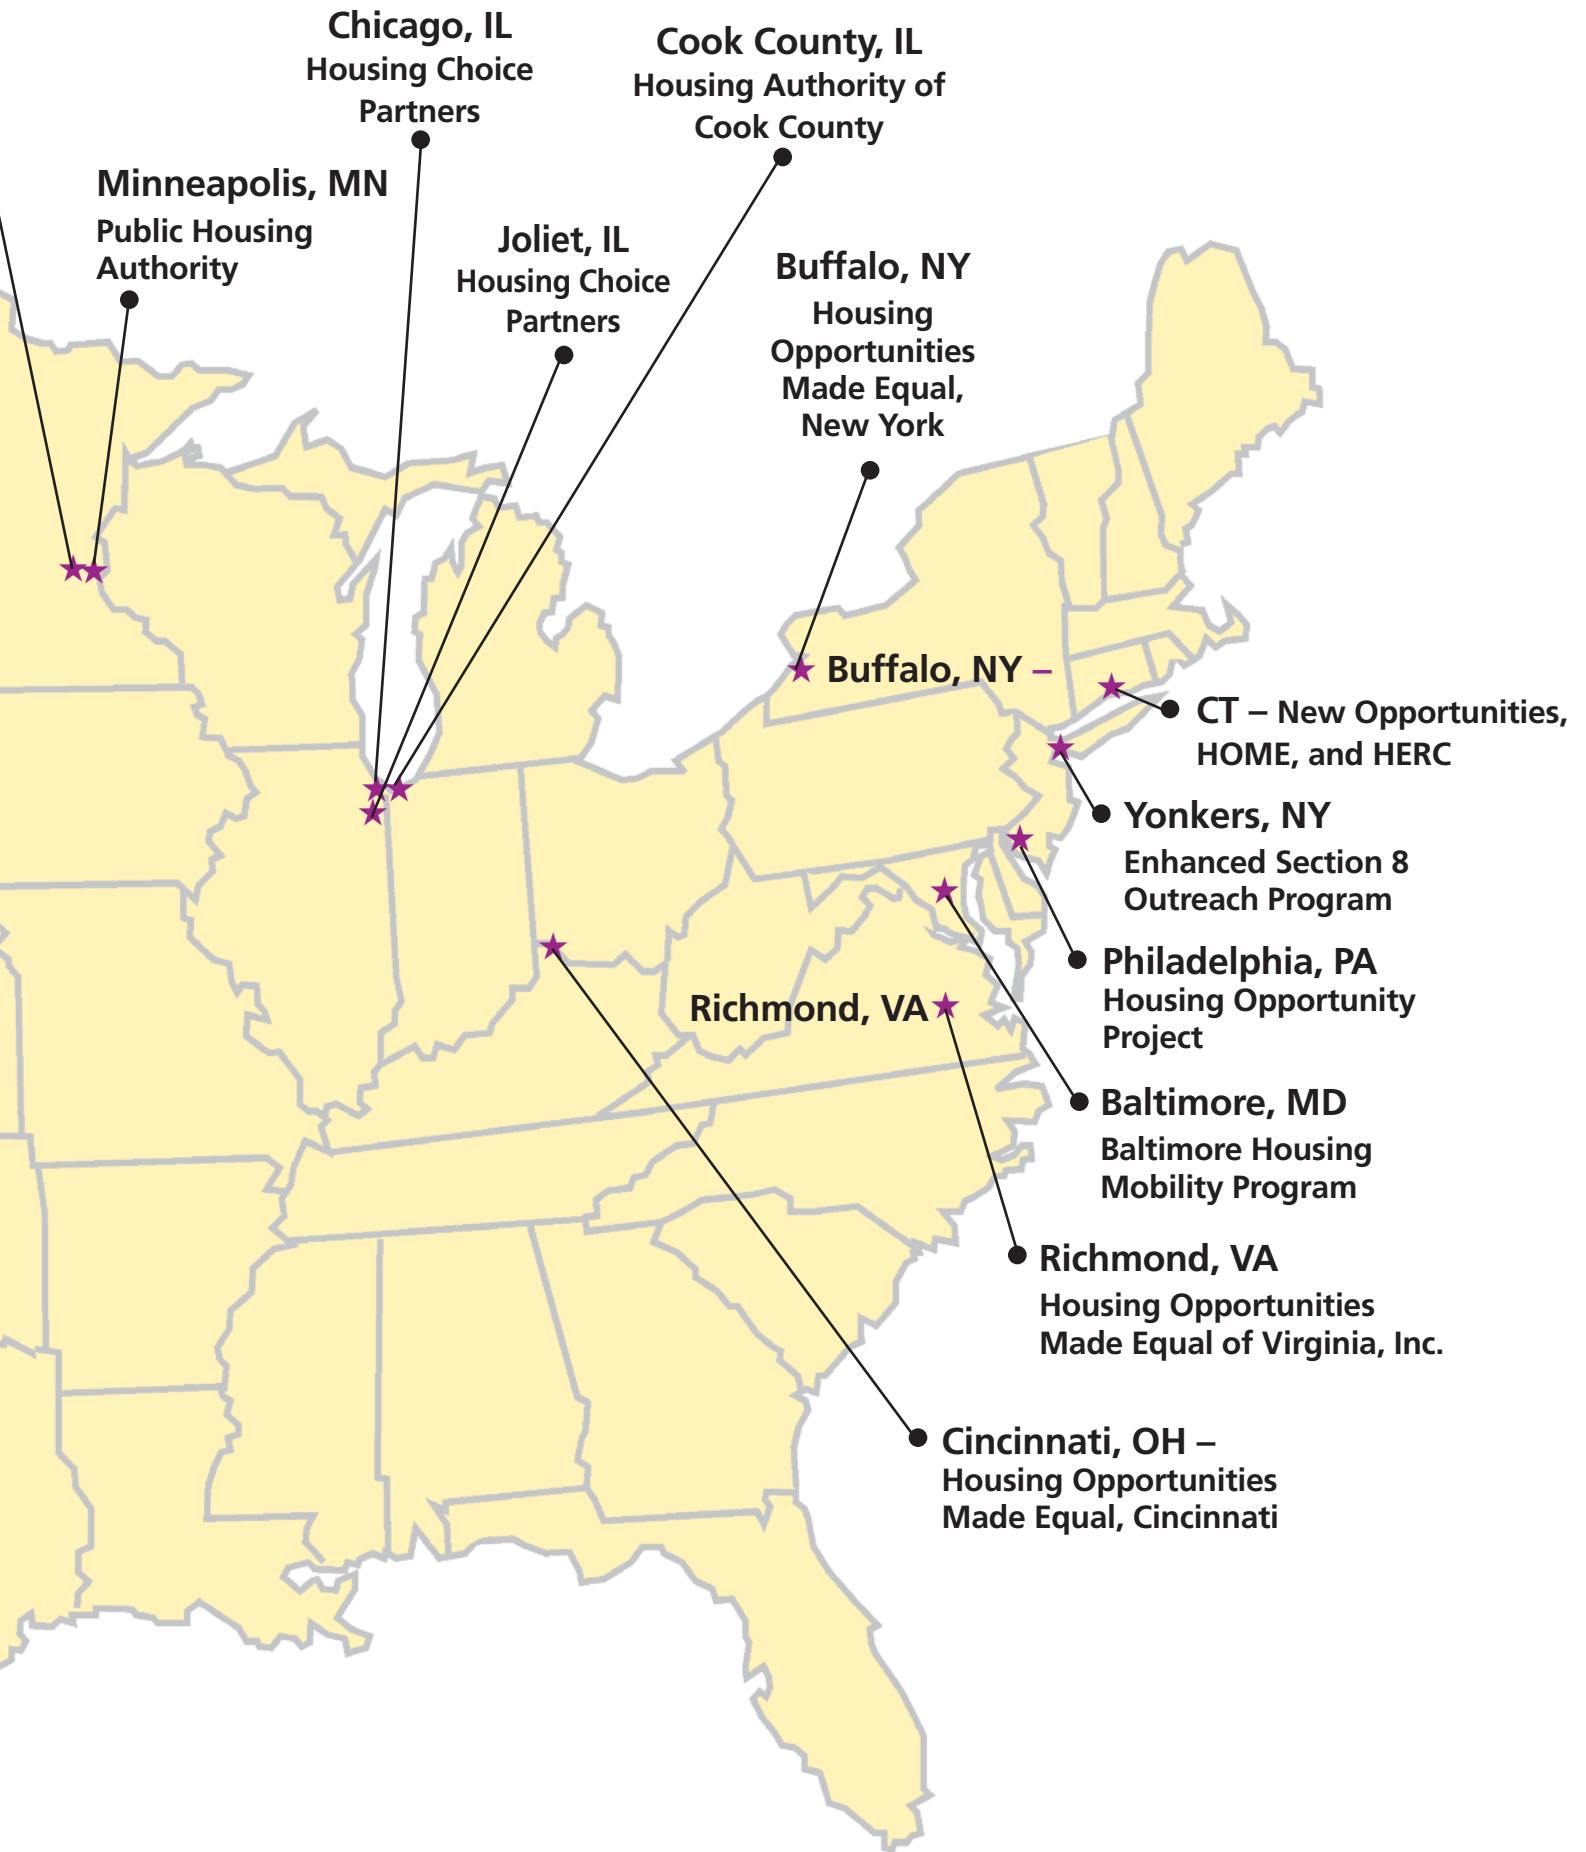 Chicago, IL
Housing Choice
Partners
Cook County, IL
Housing Authority of
Cook County
Minneapolis, MN
Public Housing
Authority
Joliet, IL
Housing Choice
Partners
Buffalo, NY
Housing
Opportunities
Made Equal,
New York
Buffalo, NY –
CT – New Opportunities,
HOME, and HERC
Yonkers, NY
Enhanced Section 8
Outreach Program
Philadelphia, PA
Housing Opportunity
Project
Richmond, VA
Baltimore, MD
Baltimore Housing
Mobility Program
Richmond, VA
Housing Opportunities
Made Equal of Virginia, Inc.
Cincinnati, OH –
Housing Opportunities
Made Equal, Cincinnati